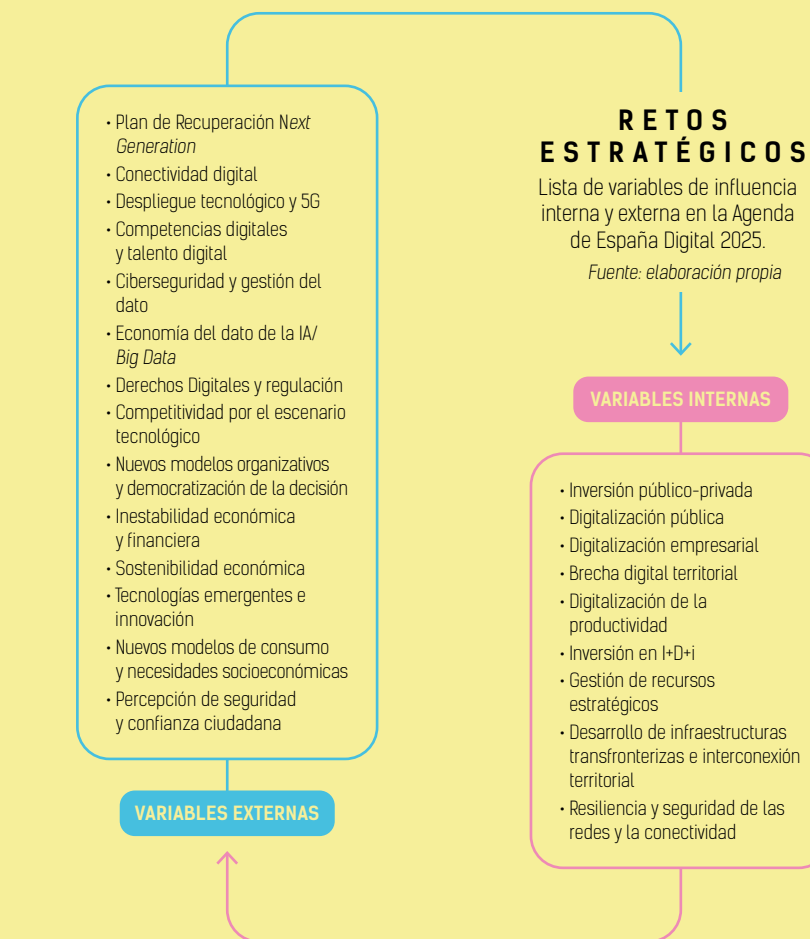 • Plan de Recuperación Next
Generation
• Conectividad digital
• Despliegue tecnológico y 5G
• Competencias digitales
y talento digital
• Ciberseguridad y gestión del
dato
• Economía del dato de la IA/
Big Data
• Derechos Digitales y regulación
• Competitividad por el escenario
tecnológico
• Nuevos modelos organizativos
y democratización de la decisión
• Inestabilidad económica
y financiera
• Sostenibilidad económica
• Tecnologías emergentes e
innovación
• Nuevos modelos de consumo
y necesidades socioeconómicas
• Percepción de seguridad
y confianza ciudadana
VARIABLES EXTERNAS
RETOS
ESTRATÉGICOS
Lista de variables de influencia
interna y externa en la Agenda
de España Digital 2025.
Fuente: elaboración propia
VARIABLES INTERNAS
• Inversión público-privada
• Digitalización pública
• Digitalización empresarial
• Brecha digital territorial
• Digitalización de la
productividad
• Inversión en I+D+i
• Gestión de recursos
estratégicos
• Desarrollo de infraestructuras
transfronterizas e interconexión
territorial
• Resiliencia y seguridad de las
redes y la conectividad